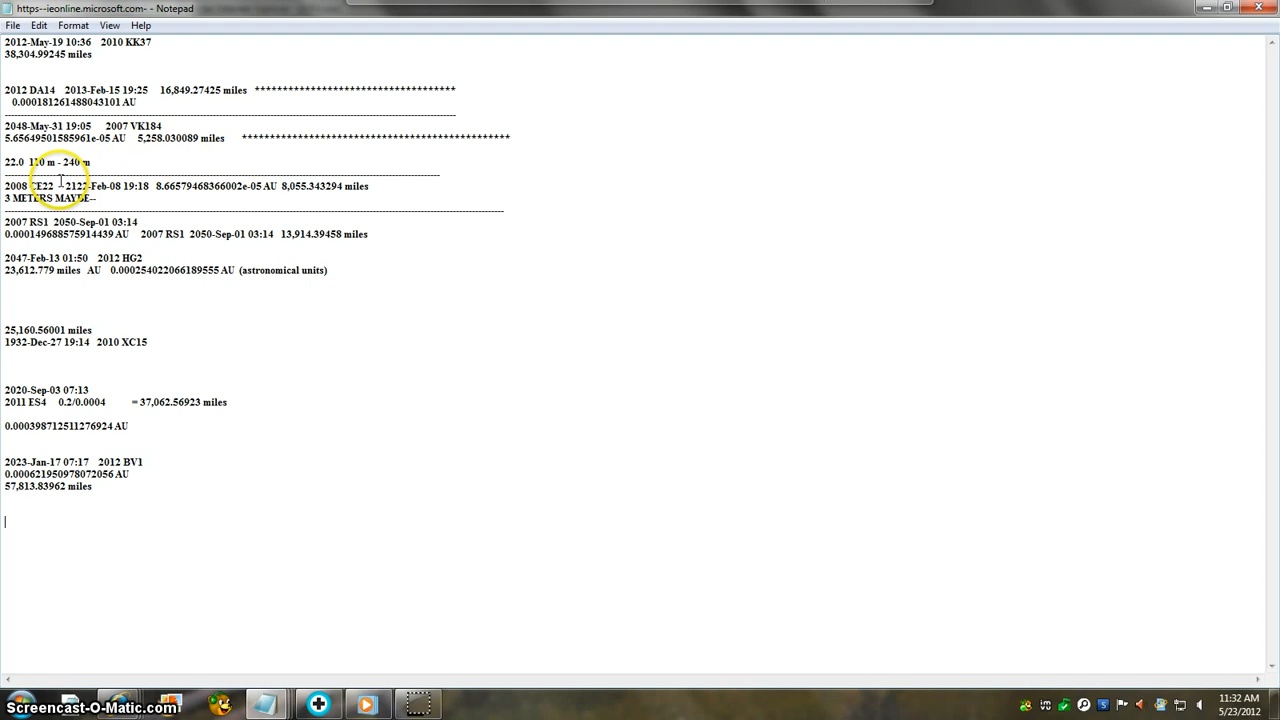 https--ieonline.microsoft.com- - Notepad
File Edit Format View Help
2012-May-19 10:36 2010 KK37
38,304.99245 miles
2012 DA14 2013-Feb-15 19:25 16,849.27425 miles ************************************
0.000181261488043101 AU
--------------------------------------------------------------------------------
2048-May-31 19:05 2007 VK184
5.65649501585961e-05 AU 5,258.030089 miles ************************************************
22.0 110 m - 240 m
--------------------------------------------------------------------------------
2008 CE22 -- 2122-Feb-08 19:18 8.66579468366002e-05 AU 8,055.343294 miles
3 METERS MAYBE--
--------------------------------------------------------------------------------
2007 RS1 2050-Sep-01 03:14
0.000149688575914439 AU 2007 RS1 2050-Sep-01 03:14 13,914.39458 miles
2047-Feb-13 01:50 2012 HG2
23,612.779 miles AU 0.000254022066189555 AU (astronomical units)
25,160.56001 miles
1932-Dec-27 19:14 2010 XC15
2020-Sep-03 07:13
2011 ES4 0.2/0.0004 = 37,062.56923 miles
0.000398712511276924 AU
2023-Jan-17 07:17 2012 BV1
0.000621950978072056 AU
57,813.83962 miles
Screencast-O-Matic.com
11:32 AM
5/23/2012